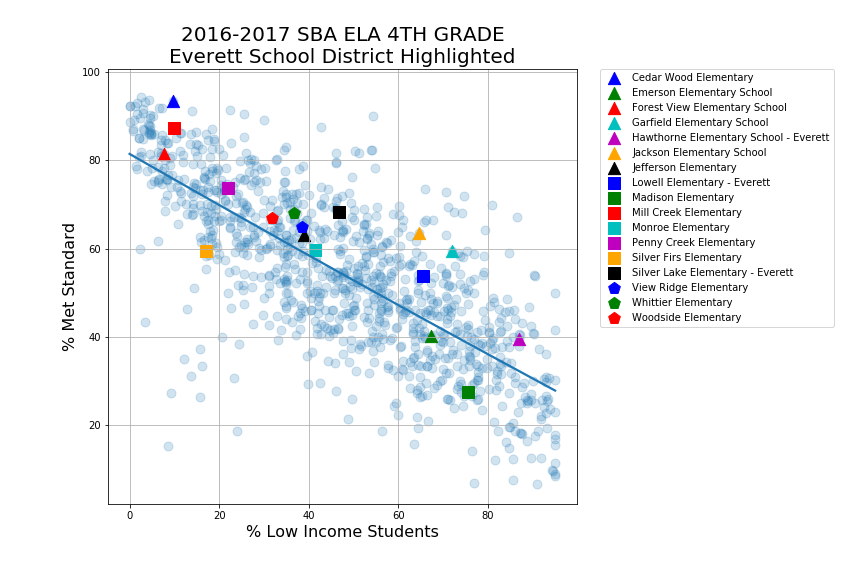 2016-2017 SBA ELA 4TH GRADE
Everett School District Highlighted
% Met Standard
100
80
60
40
20
0
20
40
60
80
% Low Income Students
Cedar Wood Elementary
Emerson Elementary School
Forest View Elementary School
Garfield Elementary School
Hawthorne Elementary School - Everett
Jackson Elementary School
Jefferson Elementary
Lowell Elementary - Everett
Madison Elementary
Mill Creek Elementary
Monroe Elementary
Penny Creek Elementary
Silver Firs Elementary
Silver Lake Elementary - Everett
View Ridge Elementary
Whittier Elementary
Woodside Elementary